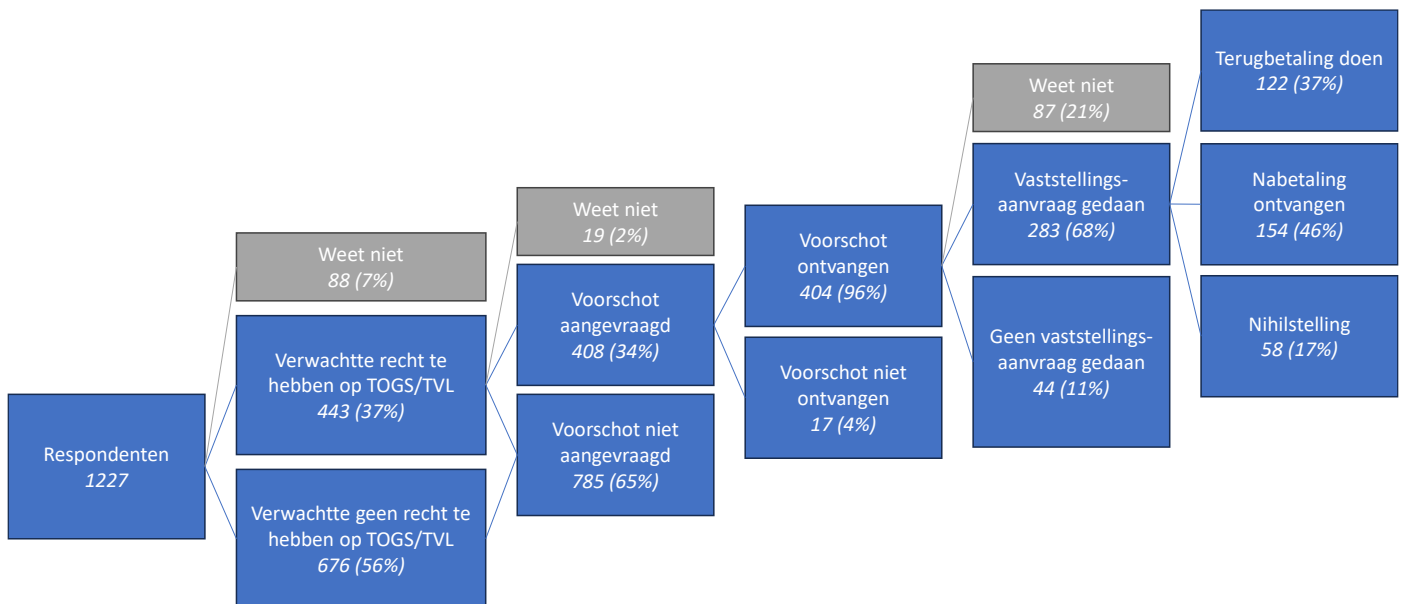 Respondenten
1227
Weet niet
88 (7%)
Verwachtte recht te
hebben op TOGS/TVL
443 (37%)
Verwachtte geen recht te
hebben op TOGS/TVL
676 (56%)
Weet niet
19 (2%)
Voorschot
aangevraagd
408 (34%)
Voorschot niet
aangevraagd
785 (65%)
Voorschot
ontvangen
404 (96%)
Voorschot niet
ontvangen
17 (4%)
Weet niet
87 (21%)
Vaststellings-
aanvraag gedaan
283 (68%)
Geen vaststellings-
aanvraag gedaan
44 (11%)
Terugbetaling doen
122 (37%)
Nabetaling
ontvangen
154 (46%)
Nihilstelling
58 (17%)